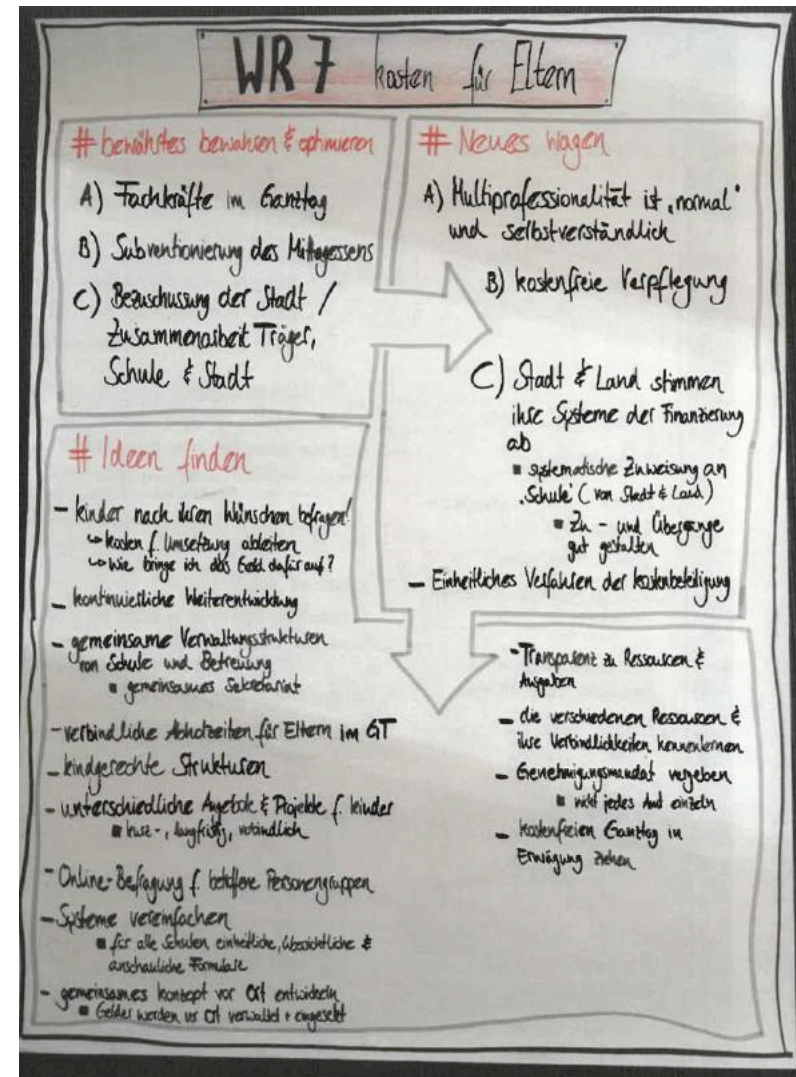 WR7 kosten für Eltern
# bewährtes bewahren & optimieren
A) Fachkräfte im Ganztag
B) Subventionierung des Mittagessens
C) Bezuschussung der Stadt /
Zusammenarbeit Träger,
Schule & Stadt
# Neues wagen
A) Multiprofessionalität ist „normal“
und selbstverständlich
B) kostenfreie Verpflegung
C) Stadt & Land stimmen
ihre Systeme der Finanzierung
ab
▪ systematische Zuweisung an
„Schule“ (von Stadt & Land)
▪ Zu- und Übergänge
gut gestalten
– Einheitliches Verfahren der kostenbeteiligung
# Ideen finden
– kinder nach ihren Wünschen befragen!
↪ kosten f. Umsetzung ableiten
↪ wie bringe ich das Geld dafür auf?
– kontinuierliche Weiterentwicklung
– gemeinsame Verwaltungsstrukturen
von Schule und Betreuung
▪ gemeinsames Sekretariat
– verbindliche Abholzeiten für Eltern im GT
– kindgerechte Strukturen
– unterschiedliche Angebote & Projekte f. kinder
▪ kurz-, langfristig,
– Online-Befragung f. betroffene Personengruppen
– Systeme vereinfachen
▪ für alle Schulen einheitliche, übersichtliche &
anschauliche Formulare
– gemeinsames konzept vor Ort entwickeln
▪ Gelder werden vor Ort verwaltet + eingesetzt
– Transparenz zu Ressourcen &
Ausgaben
– die verschiedenen Ressourcen &
ihre Verbindlichkeiten kennenlernen
– Genehmigungsmandat vergeben
▪ nicht jedes Amt einzeln
– kostenfreien Ganztag in
Erwägung ziehen